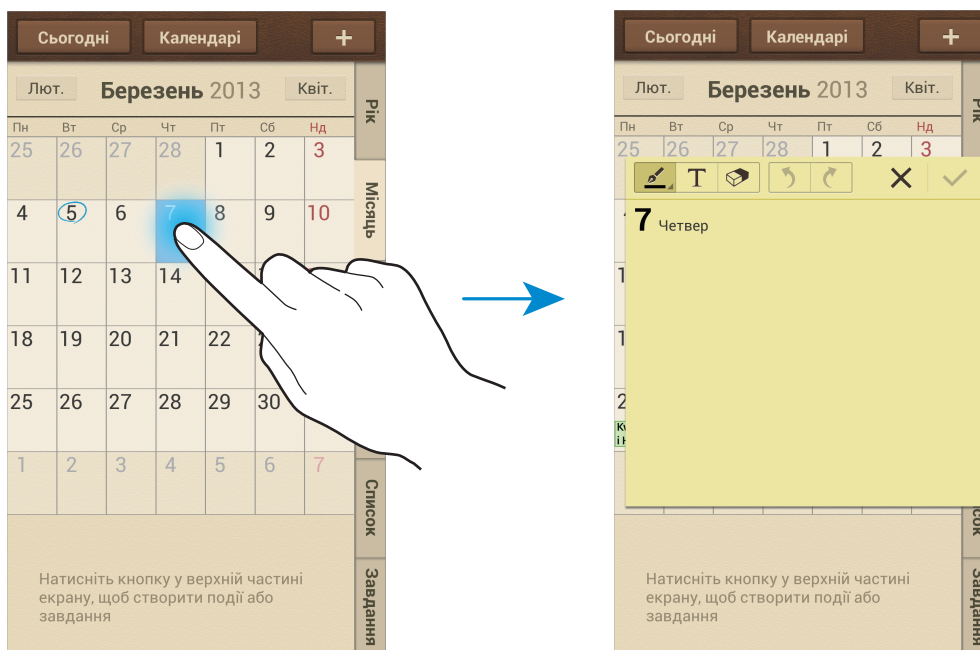 Сьогодні Календарі +
Лют. Березень 2013 Квіт.
Пн Вт Ср Чт Пт Сб Нд
25 26 27 28 1 2 3
4 5 6 7 8 9 10
11 12 13 14
18 19 20 21 22
25 26 27 28 29 30
1 2 3 4 5 6 7
Рік
Місяць
Список
Завдання
Натисніть кнопку у верхній частині
екрану, щоб створити події або
завдання
Сьогодні Календарі +
Лют. Березень 2013 Квіт.
Пн Вт Ср Чт Пт Сб Нд
25 26 27 28 1 2 3
T
7 Четвер
Рік
Завдання
Натисніть кнопку у верхній частині
екрану, щоб створити події або
завдання